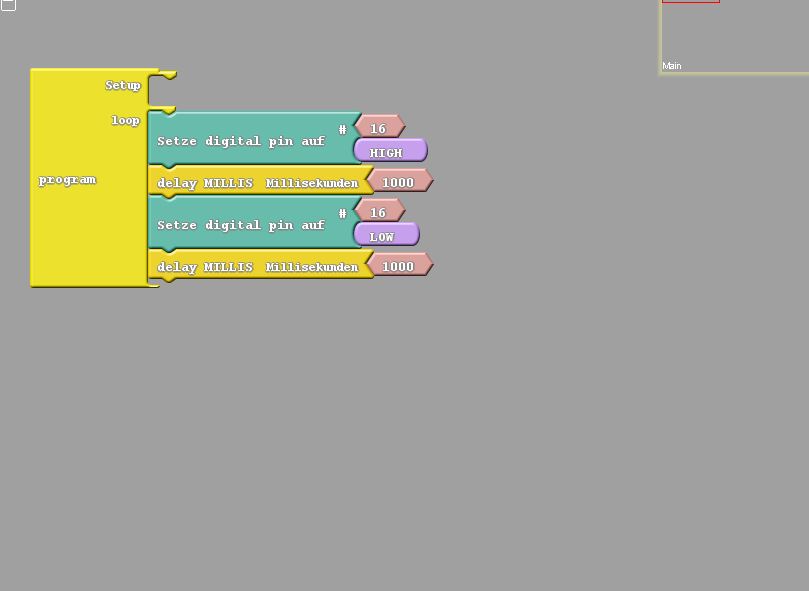 Main
Setup
loop
program
Setze digital pin auf # 16
HIGH
delay MILLIS Millisekunden 1000
Setze digital pin auf # 16
LOW
delay MILLIS Millisekunden 1000